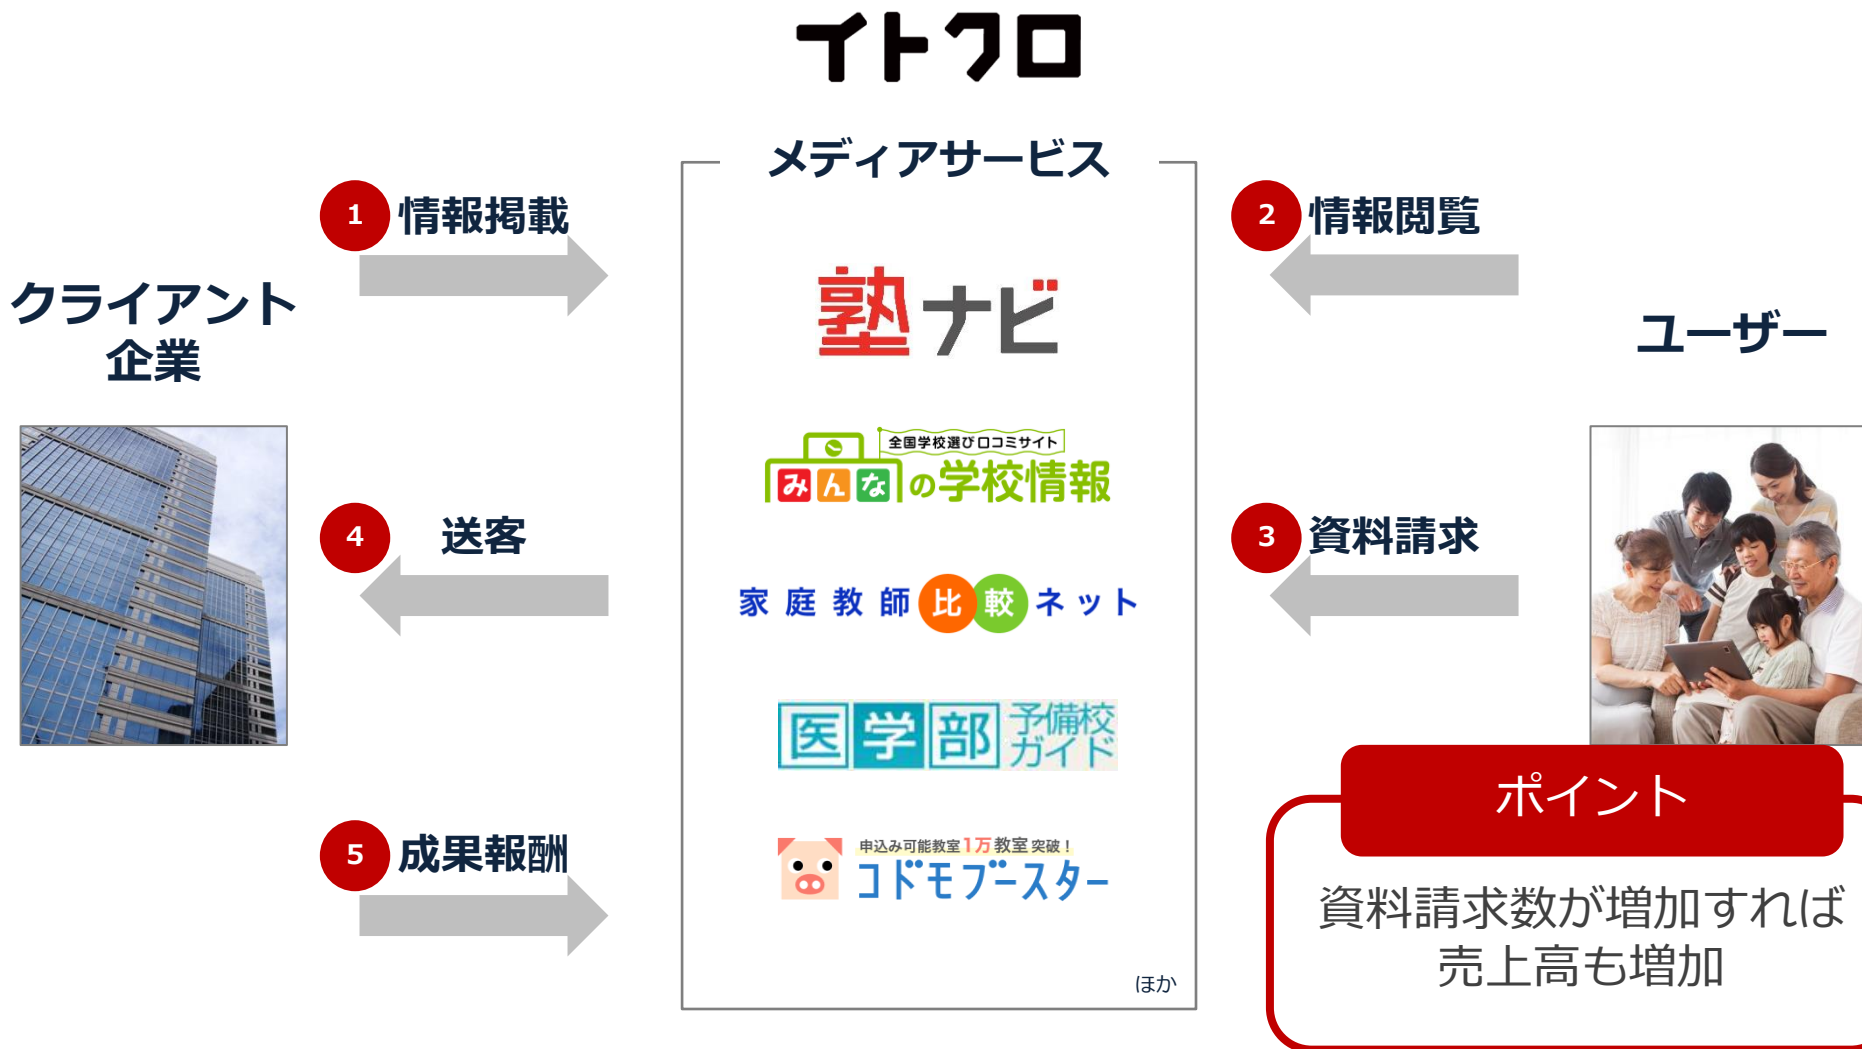 イトクロ
メディアサービス
1 情報掲載
2 情報閲覧
クライアント
企業
ユーザー
塾ナビ
全国学校選び口コミサイト
みんなの学校情報
4 送客
3 資料請求
家庭教師比較ネット
医学部予備校ガイド
5 成果報酬
申込み可能教室1万教室突破!
コドモブースター
ほか
ポイント
資料請求数が増加すれば
売上高も増加